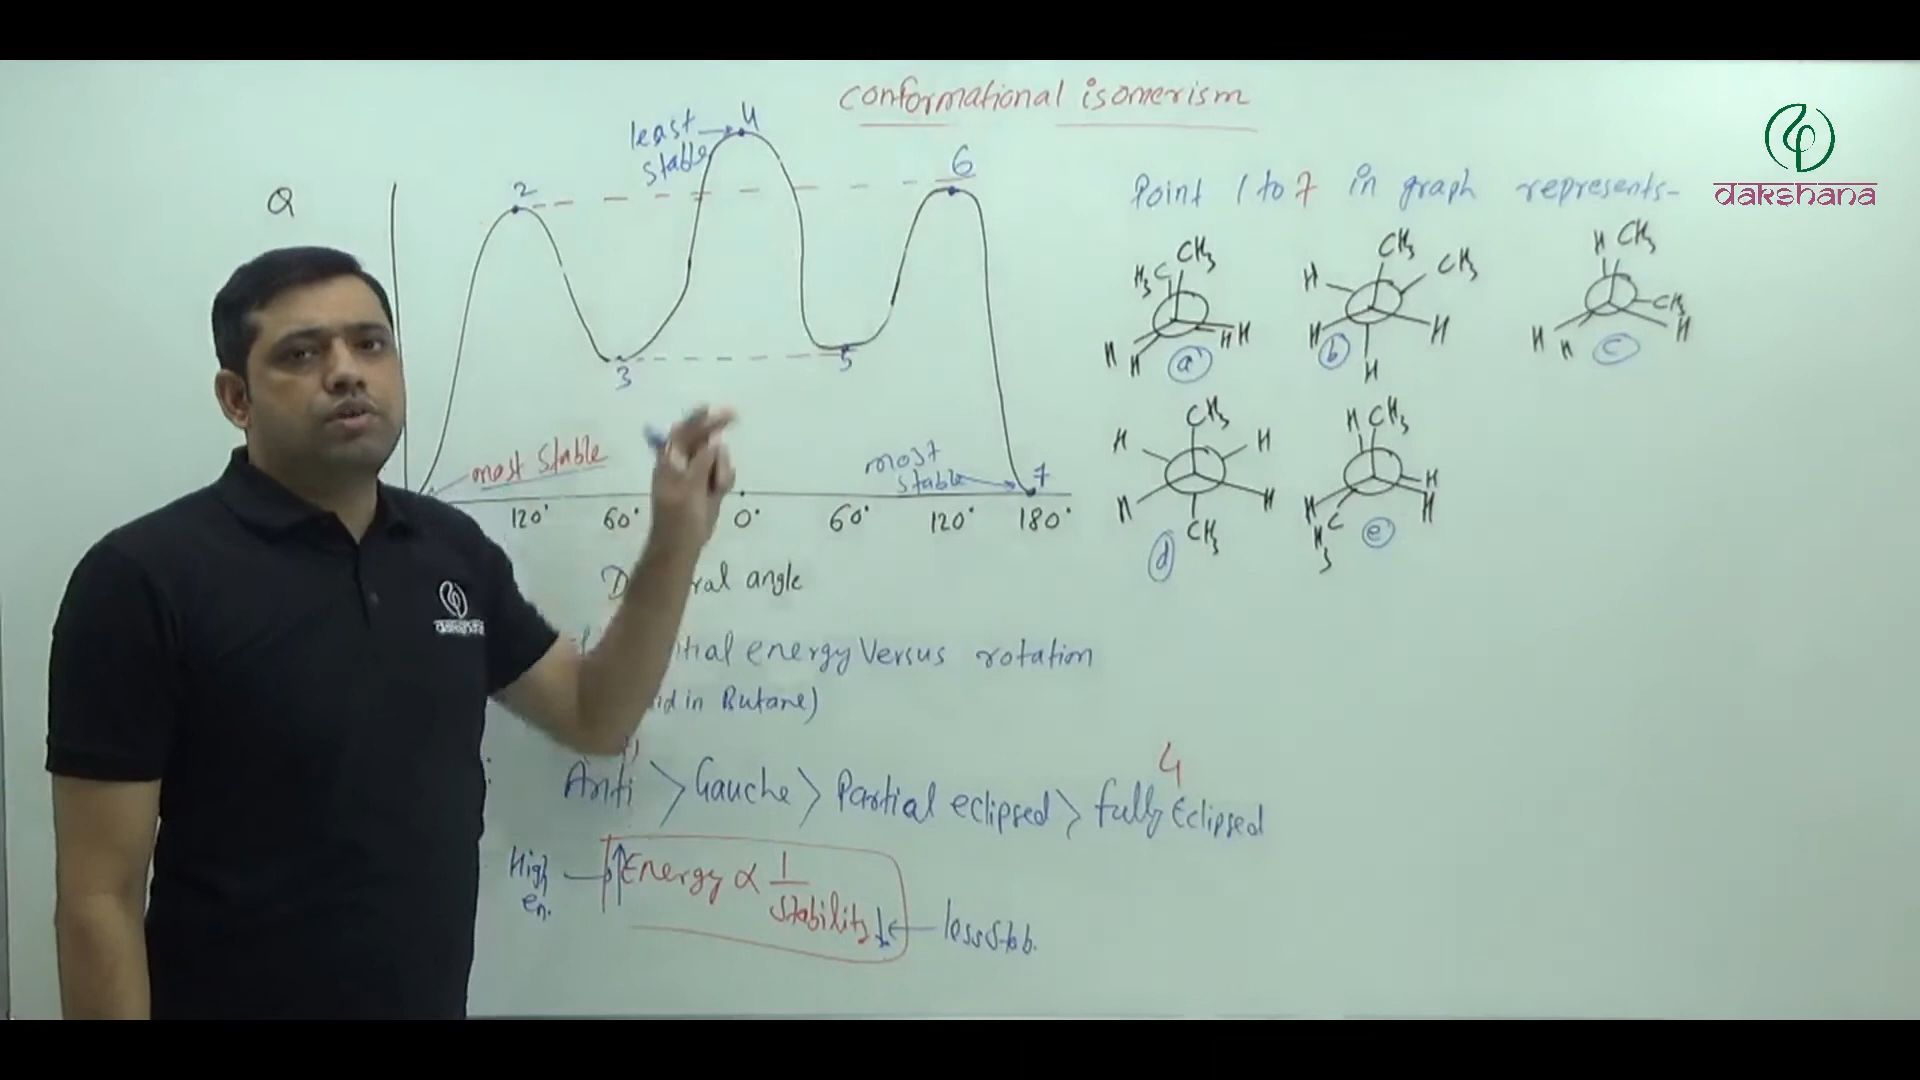 Conformational isomerism
dakshana
Q
least
stable
4
2
6
3
5
most stable
most
stable
7
120° 60° 0° 60° 120° 180°
ral angle
tial energy Versus rotation
in Butane)
Point 1 to 7 in graph represents-
H3C CH3
H H H H
a
CH3 CH3
H H H H
b
H CH3
CH3
H H H
c
CH3
H H
H H
CH3
d
H CH3
H H
H H3C H
e
4
Anti > Gauche > Partial eclipsed > fully Eclipsed
High
en.
↑Energy ∝ 1/Stability↓
less stab.
dakshana